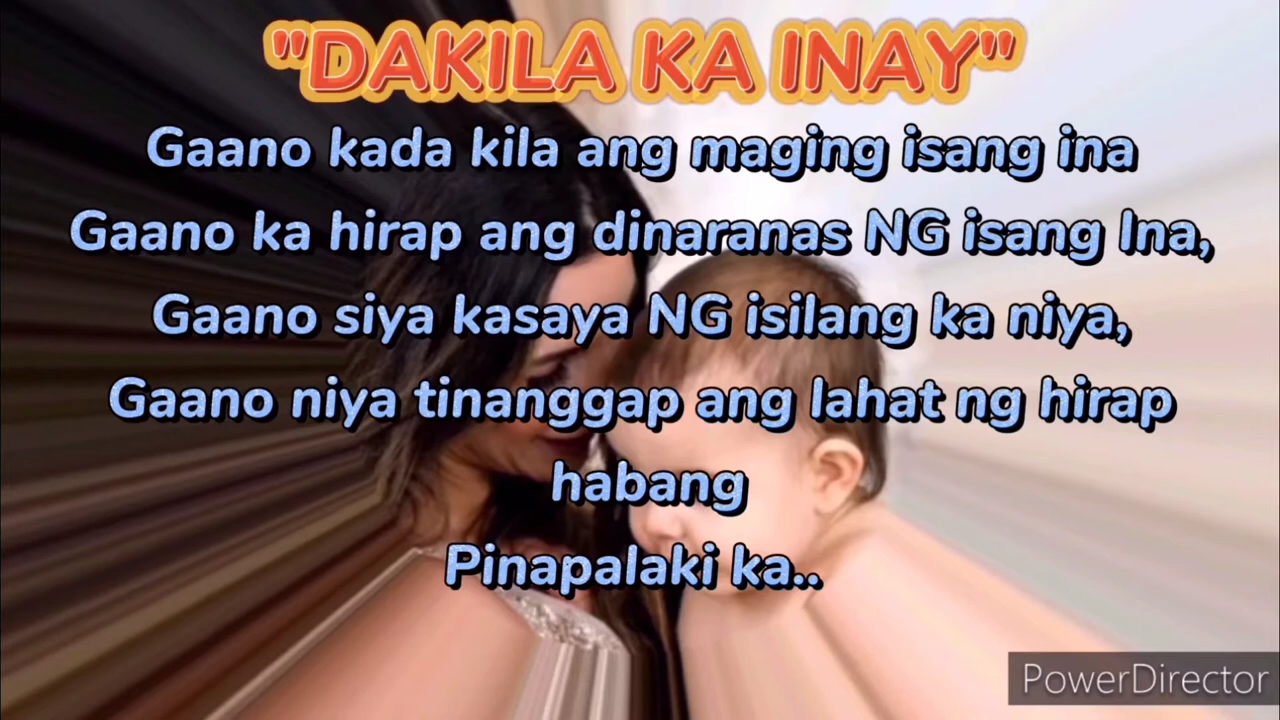 "DAKILA KA INAY"
Gaano kada kila ang maging isang ina
Gaano ka hirap ang dinaranas NG isang Ina,
Gaano siya kasaya NG isilang ka niya,
Gaano niya tinanggap ang lahat ng hirap
habang
Pinapalaki ka..
PowerDirector